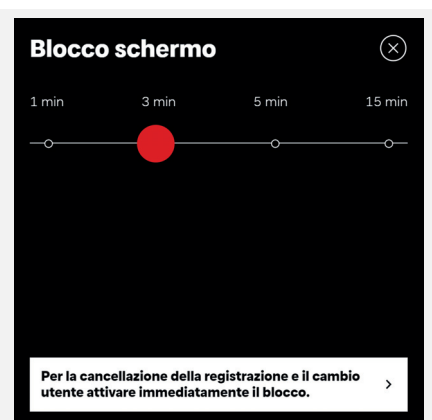 Blocco schermo
1 min 3 min 5 min 15 min
Per la cancellazione della registrazione e il cambio
utente attivare immediatamente il blocco.